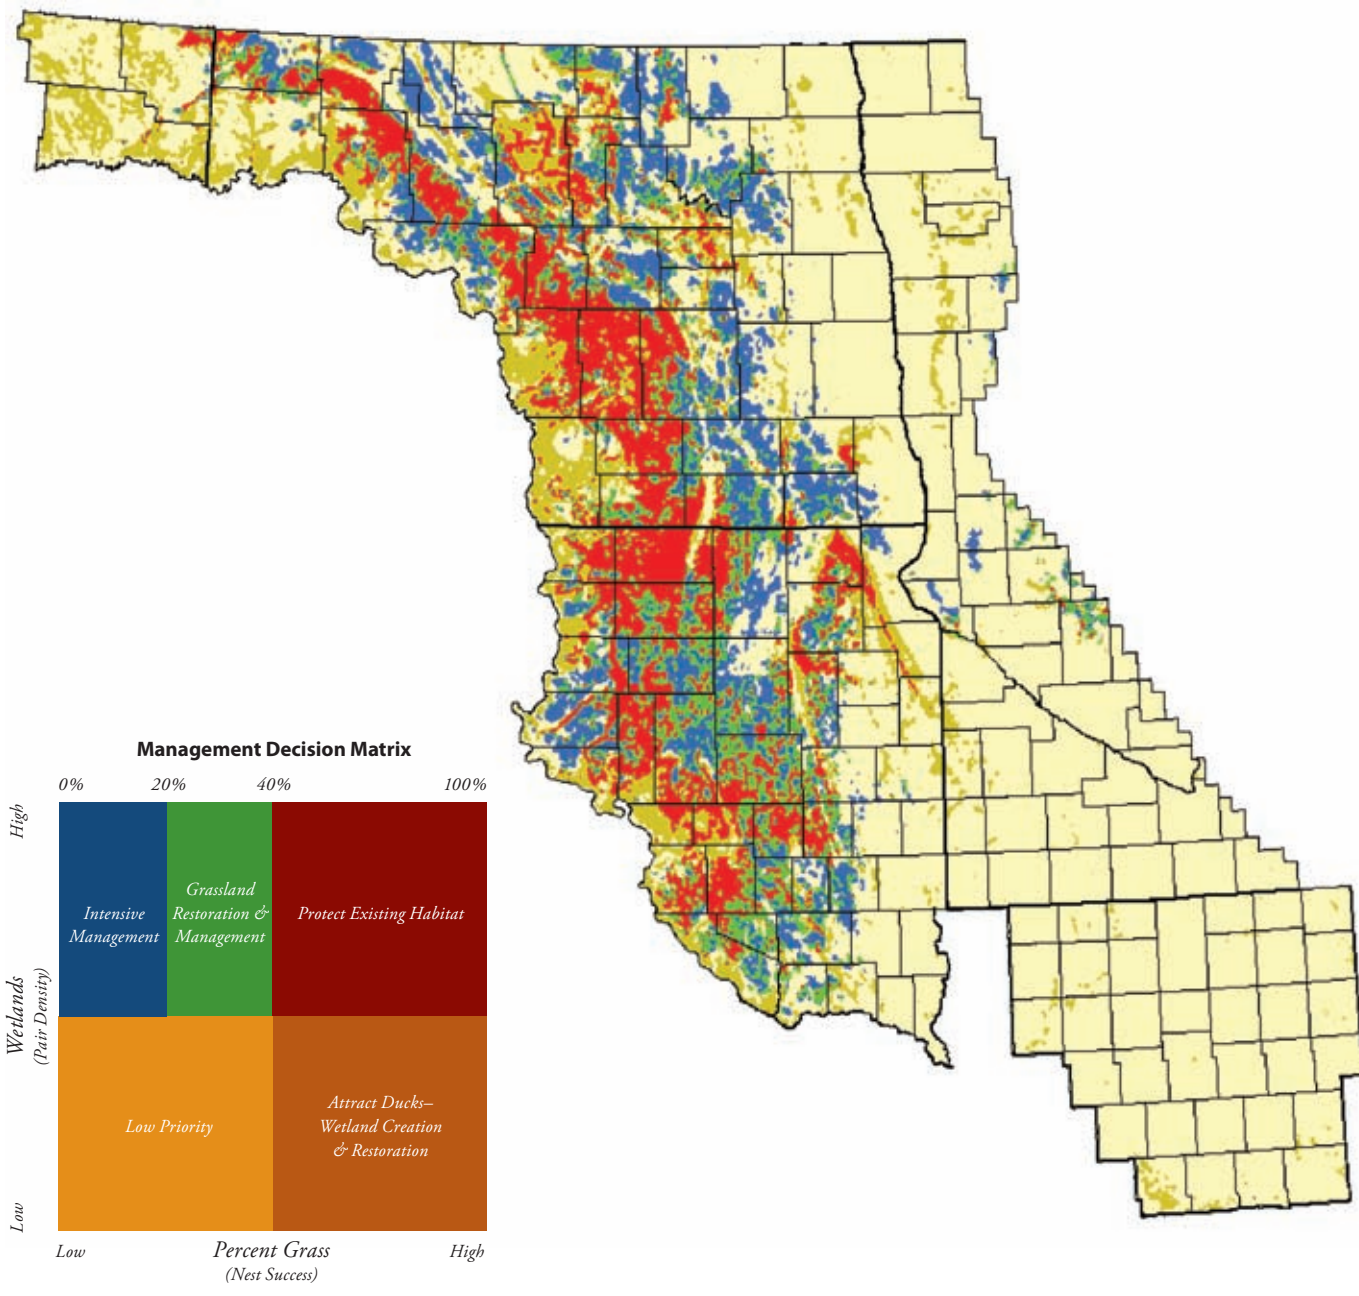 Management Decision Matrix
0% 20% 40% 100%
High
Intensive
Management
Grassland
Restoration &
Management
Protect Existing Habitat
Wetlands
(Pair Density)
Low Priority
Attract Ducks–
Wetland Creation
& Restoration
Low
Low Percent Grass High
(Nest Success)